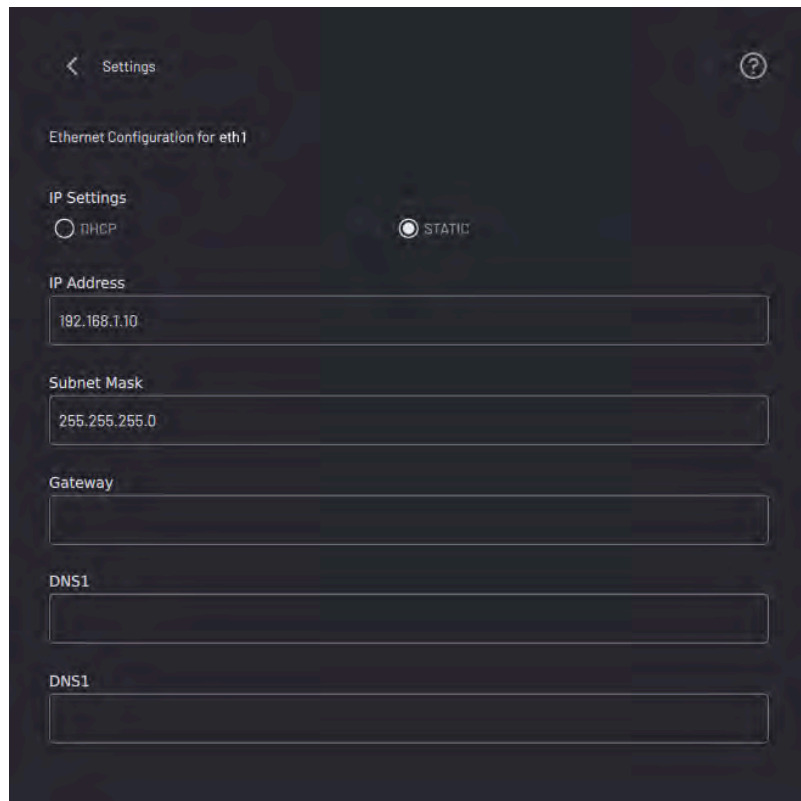 Settings
Ethernet Configuration for eth1
IP Settings
DHCP
STATIC
IP Address
192.168.1.10
Subnet Mask
255.255.255.0
Gateway
DNS1
DNS1